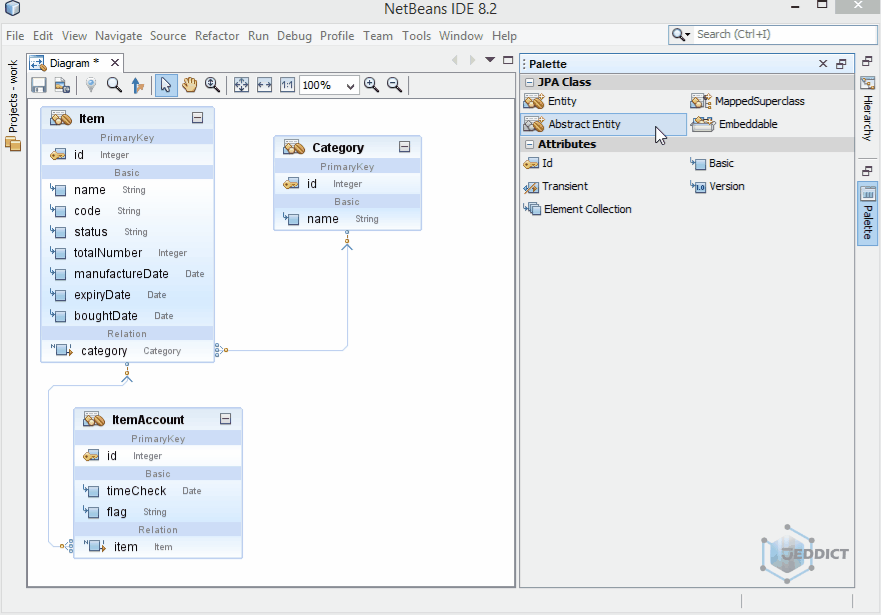 NetBeans IDE 8.2
File Edit View Navigate Source Refactor Run Debug Profile Team Tools Window Help
Search (Ctrl+I)
Projects - work
Diagram *
100%
Item
PrimaryKey
id Integer
Basic
name String
code String
status String
totalNumber Integer
manufactureDate Date
expiryDate Date
boughtDate Date
Relation
category Category
Category
PrimaryKey
id Integer
Basic
name String
ItemAccount
PrimaryKey
id Integer
Basic
timeCheck Date
flag String
Relation
item Item
Palette
JPA Class
Entity MappedSuperclass
Abstract Entity Embeddable
Attributes
Id Basic
Transient Version
Element Collection
Hierarchy
Palette
JEDDICT